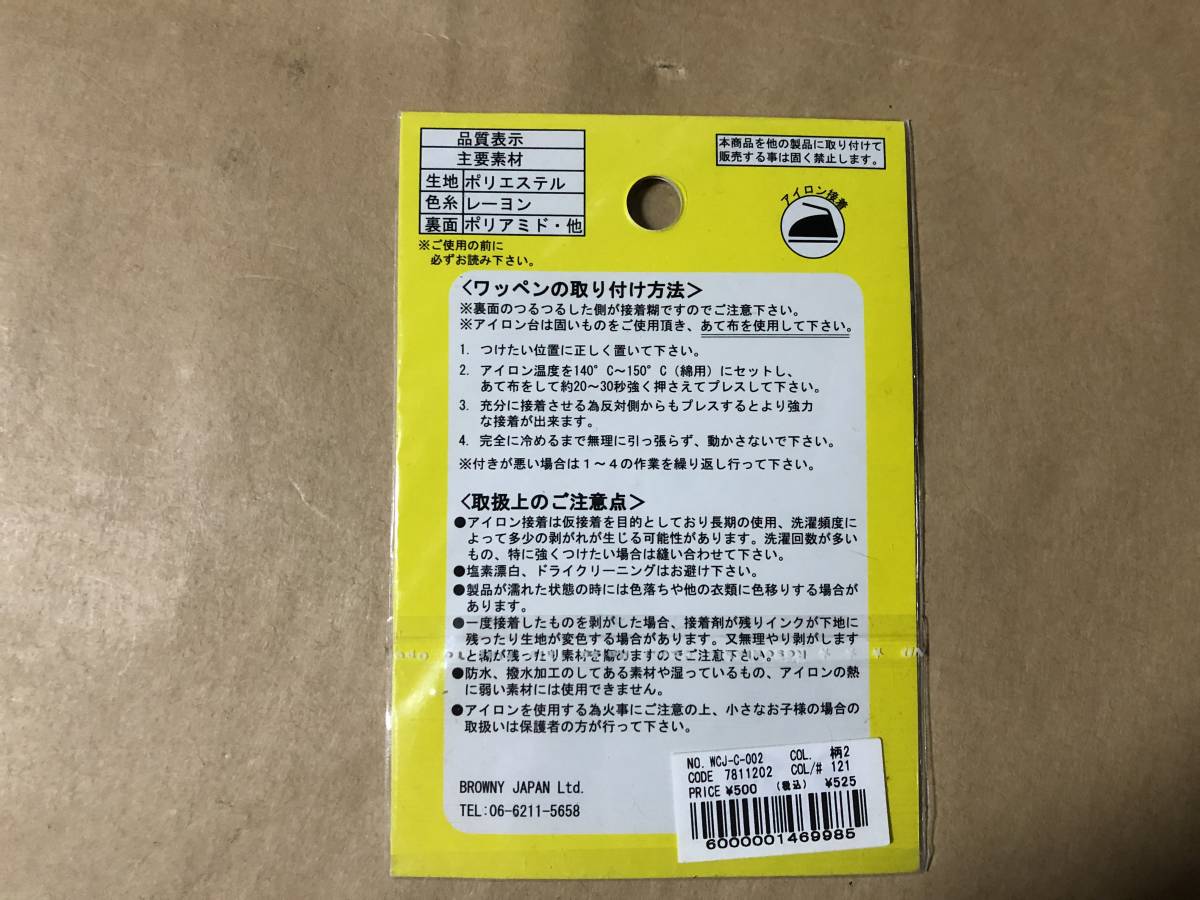 品質表示
主要素材
生地 ポリエステル
色糸 レーヨン
裏面 ポリアミド・他
※ご使用の前に
必ずお読み下さい。
本商品を他の製品に取り付けて
販売する事は固く禁止します。
アイロン接着
<ワッペンの取り付け方法>
※裏面のつるつるした側が接着糊ですのでご注意下さい。
※アイロン台は固いものをご使用頂き、あて布を使用して下さい。
1. つけたい位置に正しく置いて下さい。
2. アイロン温度を140°C〜150°C(綿用)にセットし、
あて布をして約20〜30秒強く押さえてプレスして下さい。
3. 充分に接着させる為反対側からもプレスするとより強力
な接着が出来ます。
4. 完全に冷めるまで無理に引っ張らず、動かさないで下さい。
※付きが悪い場合は1〜4の作業を繰り返し行って下さい。
<取扱上のご注意点>
●アイロン接着は仮接着を目的としており長期の使用、洗濯頻度に
よって多少の剥がれが生じる可能性があります。洗濯回数が多い
もの、特に強くつけたい場合は縫い合わせて下さい。
●塩素漂白、ドライクリーニングはお避け下さい。
●製品が濡れた状態の時には色落ちや他の衣類に色移りする場合が
あります。
●一度接着したものを剥がした場合、接着剤が残りインクが下地に
残ったり生地が変色する場合があります。又無理やり剥がします
と糊が残ったり素材を傷めますのでご注意下さい。
●防水、撥水加工のしてある素材や湿っているもの、アイロンの熱
に弱い素材には使用できません。
●アイロンを使用する為火事にご注意の上、小さなお子様の場合の
取扱いは保護者の方が行って下さい。
BROWNY JAPAN Ltd.
TEL:06-6211-5658
NO. WCJ-C-002 COL. 柄2
CODE 7811202 COL/# 121
PRICE ¥500 (税込) ¥525
6000001469985